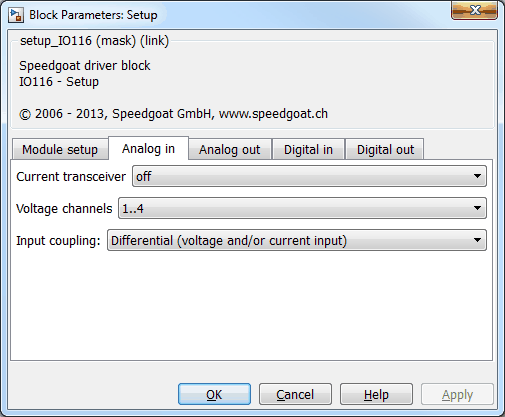 Block Parameters: Setup
setup_IO116 (mask) (link)
Speedgoat driver block
IO116 - Setup
© 2006 - 2013, Speedgoat GmbH, www.speedgoat.ch
Module setup Analog in Analog out Digital in Digital out
Current transceiver off
Voltage channels 1..4
Input coupling: Differential (voltage and/or current input)
OK Cancel Help Apply